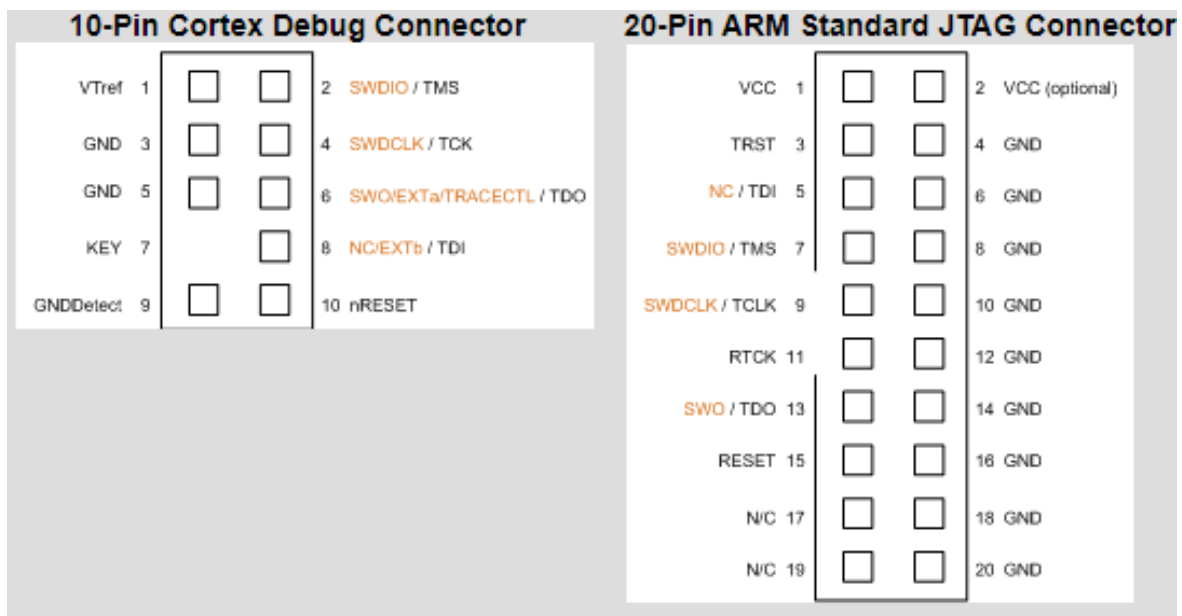 10-Pin Cortex Debug Connector
VTref 1
2 SWDIO / TMS
GND 3
4 SWDCLK / TCK
GND 5
6 SWO/EXTa/TRACECTL / TDO
KEY 7
8 NC/EXTb / TDI
GNDDetect 9
10 nRESET
20-Pin ARM Standard JTAG Connector
VCC 1
2 VCC (optional)
TRST 3
4 GND
NC / TDI 5
6 GND
SWDIO / TMS 7
8 GND
SWDCLK / TCLK 9
10 GND
RTCK 11
12 GND
SWO / TDO 13
14 GND
RESET 15
16 GND
N/C 17
18 GND
N/C 19
20 GND